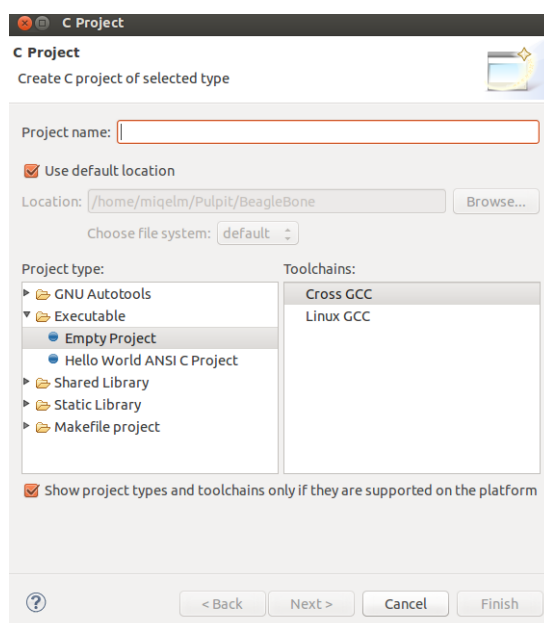 C Project
C Project
Create C project of selected type
Project name:
Use default location
Location: /home/miqelm/Pulpit/BeagleBone Browse...
Choose file system: default
Project type: Toolchains:
GNU Autotools Cross GCC
Executable Linux GCC
Empty Project
Hello World ANSI C Project
Shared Library
Static Library
Makefile project
Show project types and toolchains only if they are supported on the platform
? < Back Next > Cancel Finish